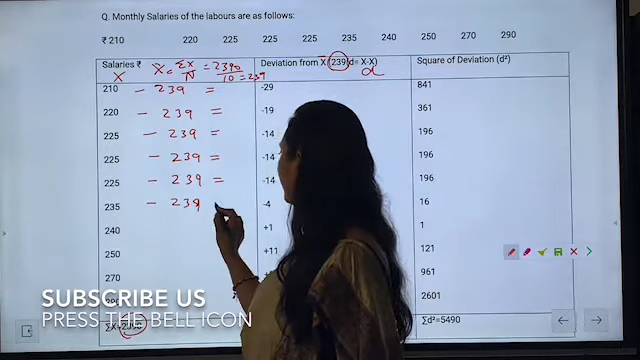 Q. Monthly Salaries of the labours are as follows:
₹ 210 220 225 225 225 235 240 250 270 290
Salaries ₹ X̄ = ΣX/N = 2390/10 = 239 Deviation from X̄ (239) (d= X-X̄) Square of Deviation (d²)
X d
210 - 239 = -29 841
220 - 239 = -19 361
225 - 239 = -14 196
225 - 239 = -14 196
225 - 239 = -14 196
235 - 239 -4 16
240 +1 1
250 +11 121
270 961
2601
∑d²=5490
SUBSCRIBE US
PRESS THE BELL ICON